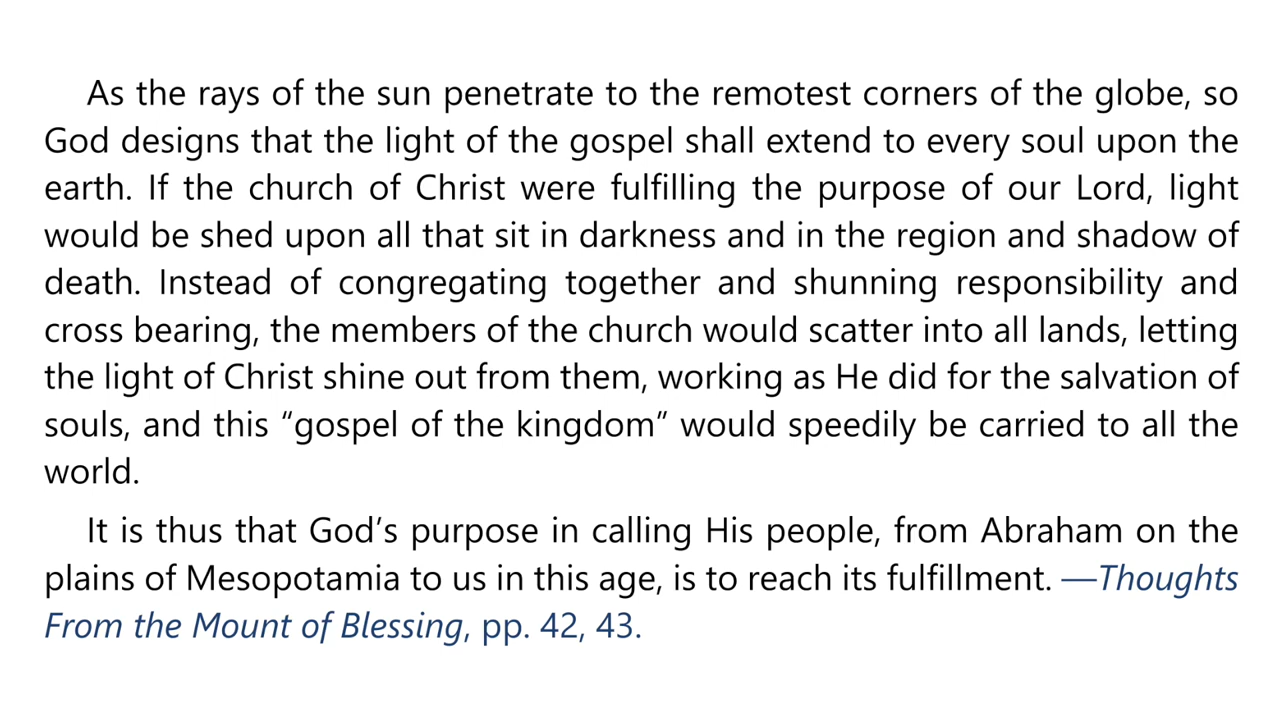 As the rays of the sun penetrate to the remotest corners of the globe, so
God designs that the light of the gospel shall extend to every soul upon the
earth. If the church of Christ were fulfilling the purpose of our Lord, light
would be shed upon all that sit in darkness and in the region and shadow of
death. Instead of congregating together and shunning responsibility and
cross bearing, the members of the church would scatter into all lands, letting
the light of Christ shine out from them, working as He did for the salvation of
souls, and this “gospel of the kingdom” would speedily be carried to all the
world.
It is thus that God’s purpose in calling His people, from Abraham on the
plains of Mesopotamia to us in this age, is to reach its fulfillment. —Thoughts
From the Mount of Blessing, pp. 42, 43.